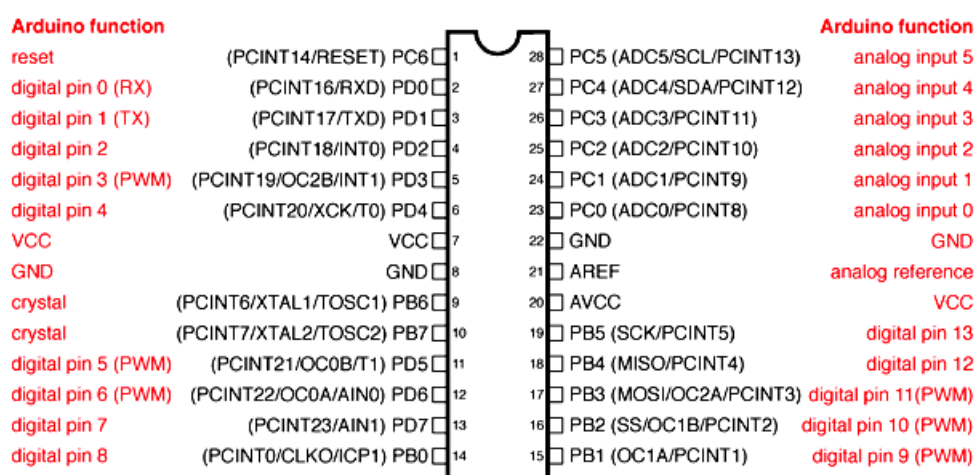 Arduino function Arduino function
reset (PCINT14/RESET) PC6 1 28 PC5 (ADC5/SCL/PCINT13) analog input 5
digital pin 0 (RX) (PCINT16/RXD) PD0 2 27 PC4 (ADC4/SDA/PCINT12) analog input 4
digital pin 1 (TX) (PCINT17/TXD) PD1 3 26 PC3 (ADC3/PCINT11) analog input 3
digital pin 2 (PCINT18/INT0) PD2 4 25 PC2 (ADC2/PCINT10) analog input 2
digital pin 3 (PWM) (PCINT19/OC2B/INT1) PD3 5 24 PC1 (ADC1/PCINT9) analog input 1
digital pin 4 (PCINT20/XCK/T0) PD4 6 23 PC0 (ADC0/PCINT8) analog input 0
VCC VCC 7 22 GND GND
GND GND 8 21 AREF analog reference
crystal (PCINT6/XTAL1/TOSC1) PB6 9 20 AVCC VCC
crystal (PCINT7/XTAL2/TOSC2) PB7 10 19 PB5 (SCK/PCINT5) digital pin 13
digital pin 5 (PWM) (PCINT21/OC0B/T1) PD5 11 18 PB4 (MISO/PCINT4) digital pin 12
digital pin 6 (PWM) (PCINT22/OC0A/AIN0) PD6 12 17 PB3 (MOSI/OC2A/PCINT3) digital pin 11(PWM)
digital pin 7 (PCINT23/AIN1) PD7 13 16 PB2 (SS/OC1B/PCINT2) digital pin 10 (PWM)
digital pin 8 (PCINT0/CLKO/ICP1) PB0 14 15 PB1 (OC1A/PCINT1) digital pin 9 (PWM)